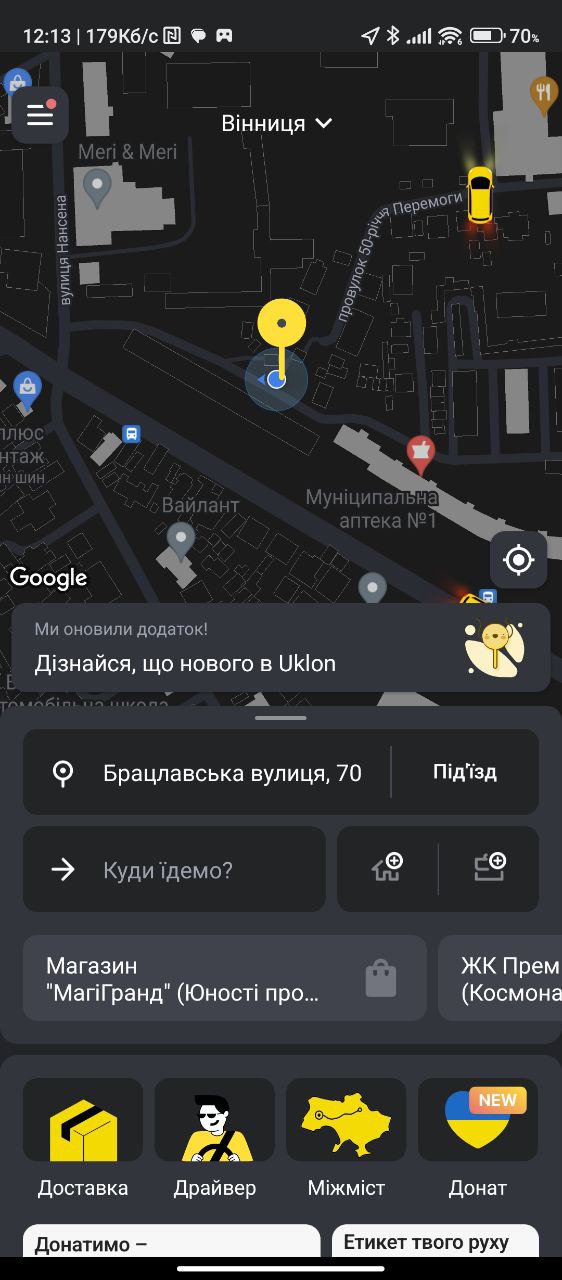 12:13 | 179Кб/с
70%
Вінниця
Meri & Meri
вулиця Нансена
провулок 50-річчя Перемоги
плюс
нтаж
н шин
Вайлант
Муніципальна
аптека №1
Google
Ми оновили додаток!
Дізнайся, що нового в Uklon
томобільна школа
Брацлавська вулиця, 70
Під'їзд
Куди їдемо?
Магазин
"МагіГранд" (Юності про...
ЖК Прем
(Космона
NEW
Доставка
Драйвер
Міжміст
Донат
Донатимо –
Етикет твого руху